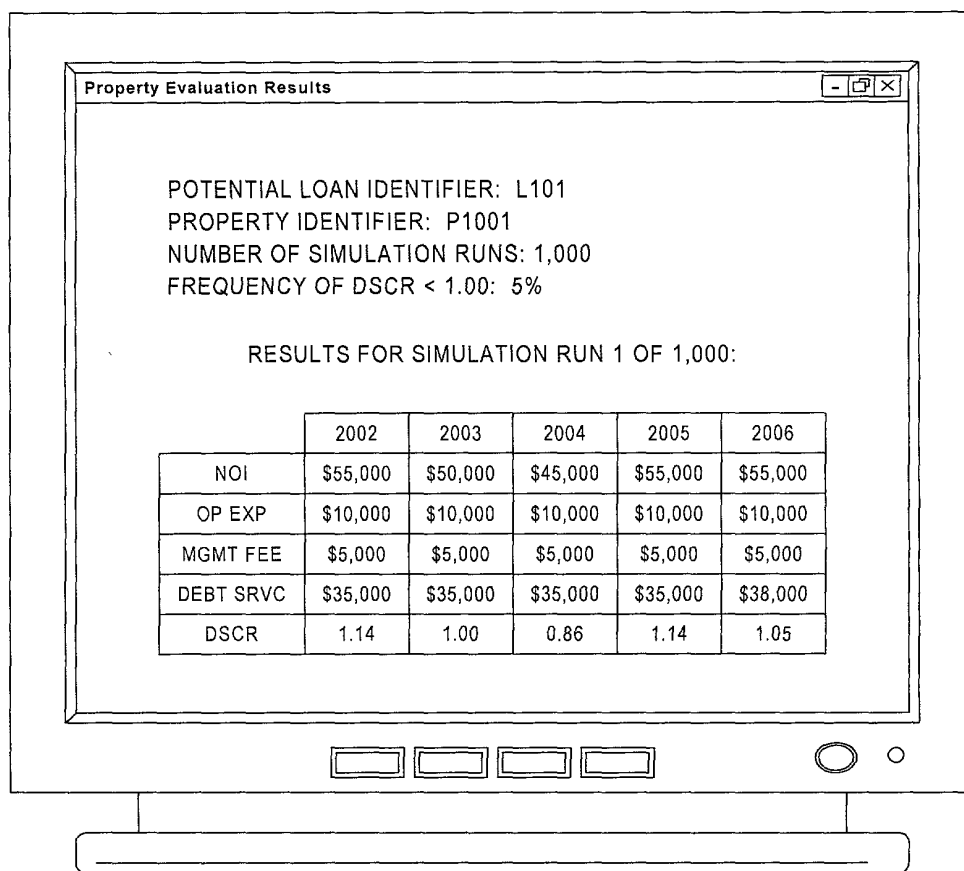 Property Evaluation Results
POTENTIAL LOAN IDENTIFIER: L101
PROPERTY IDENTIFIER: P1001
NUMBER OF SIMULATION RUNS: 1,000
FREQUENCY OF DSCR < 1.00: 5%
RESULTS FOR SIMULATION RUN 1 OF 1,000:
2002 2003 2004 2005 2006
NOI $55,000 $50,000 $45,000 $55,000 $55,000
OP EXP $10,000 $10,000 $10,000 $10,000 $10,000
MGMT FEE $5,000 $5,000 $5,000 $5,000 $5,000
DEBT SRVC $35,000 $35,000 $35,000 $35,000 $38,000
DSCR 1.14 1.00 0.86 1.14 1.05